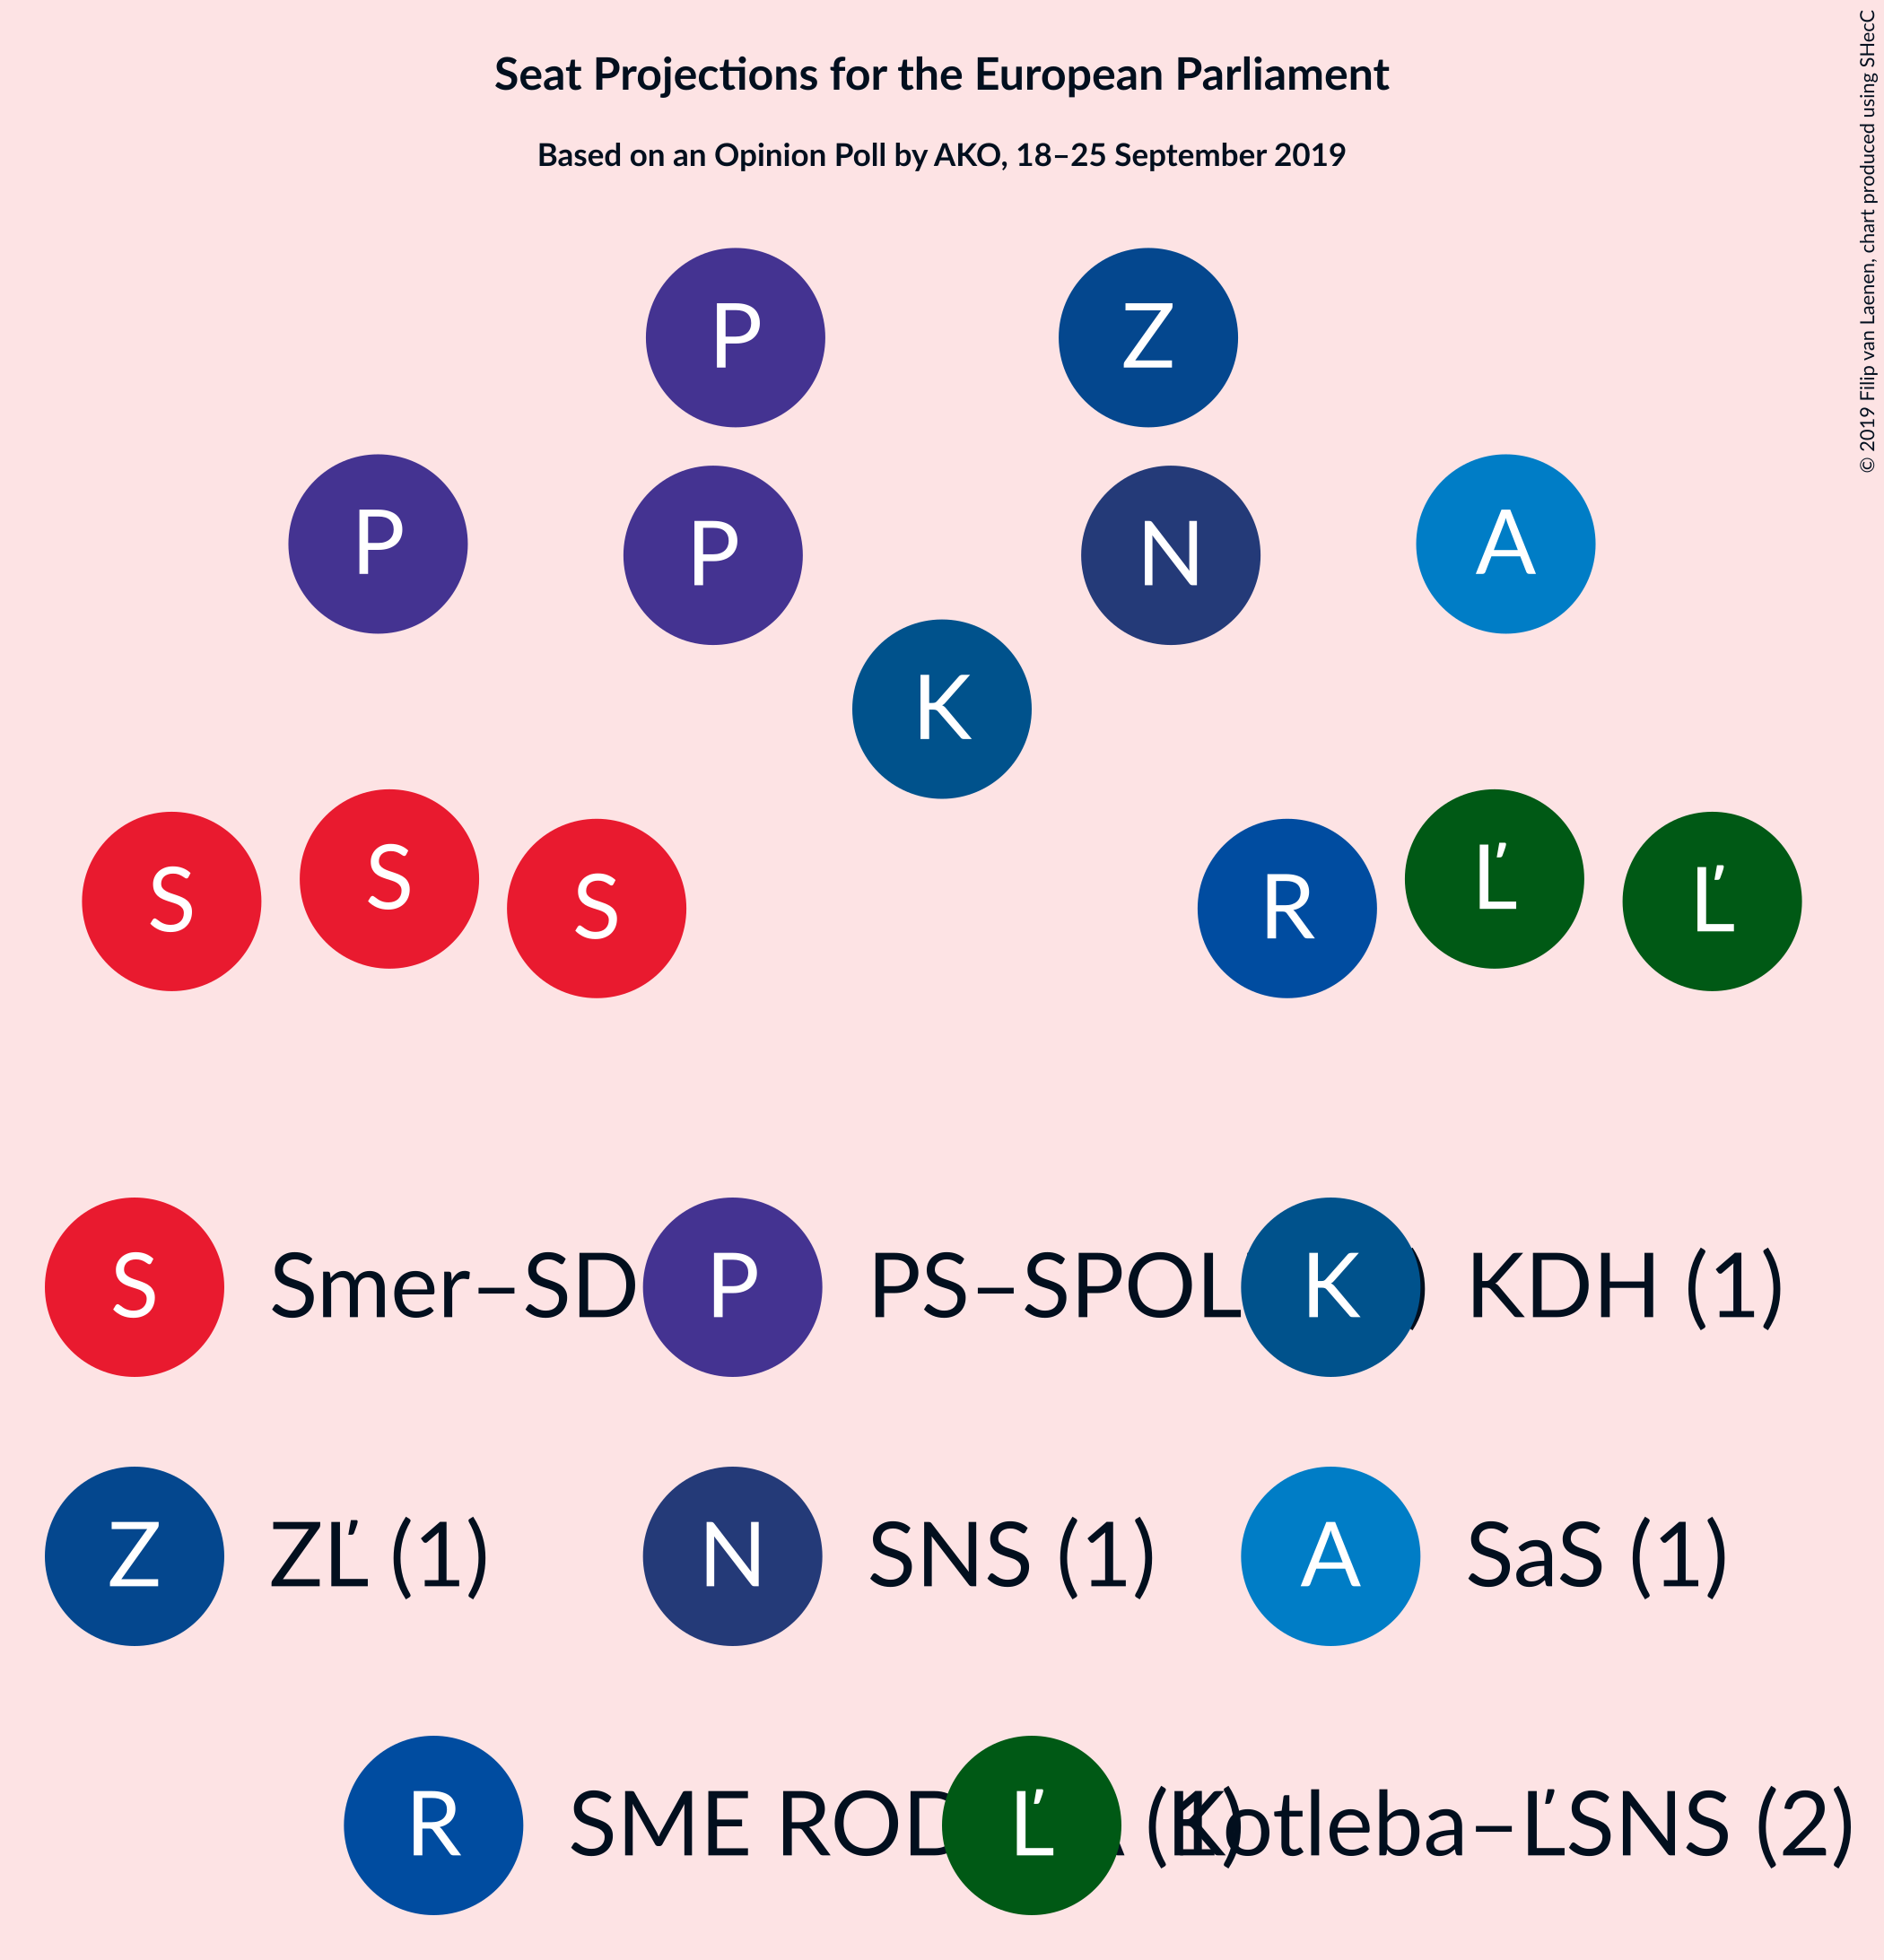 Seat Projections for the European Parliament
Based on an Opinion Poll by AKO, 18–25 September 2019
© 2019 Filip van Laenen, chart produced using SHecC
P Z
P P N A
K
S S S R Ľ Ľ
S Smer–SD P PS–SPOL K KDH (1)
Z ZĽ (1) N SNS (1) A SaS (1)
R SME (1) Ľ Kotleba–ĽSNS (2)